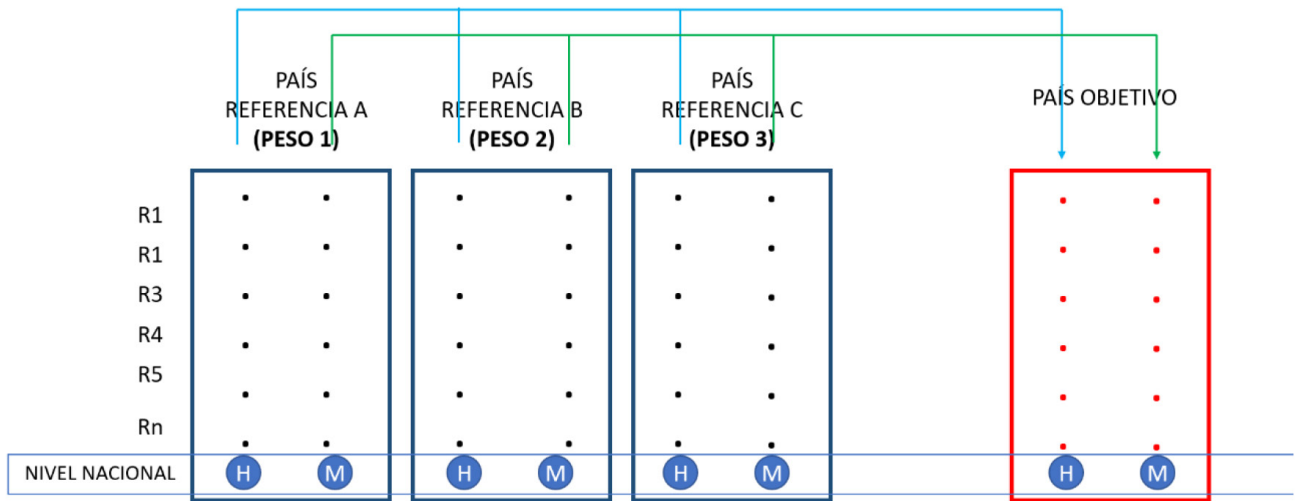 PAÍS
REFERENCIA A
(PESO 1)
PAÍS
REFERENCIA B
(PESO 2)
PAÍS
REFERENCIA C
(PESO 3)
PAÍS OBJETIVO
R1
R1
R3
R4
R5
Rn
NIVEL NACIONAL H M H M H M H M